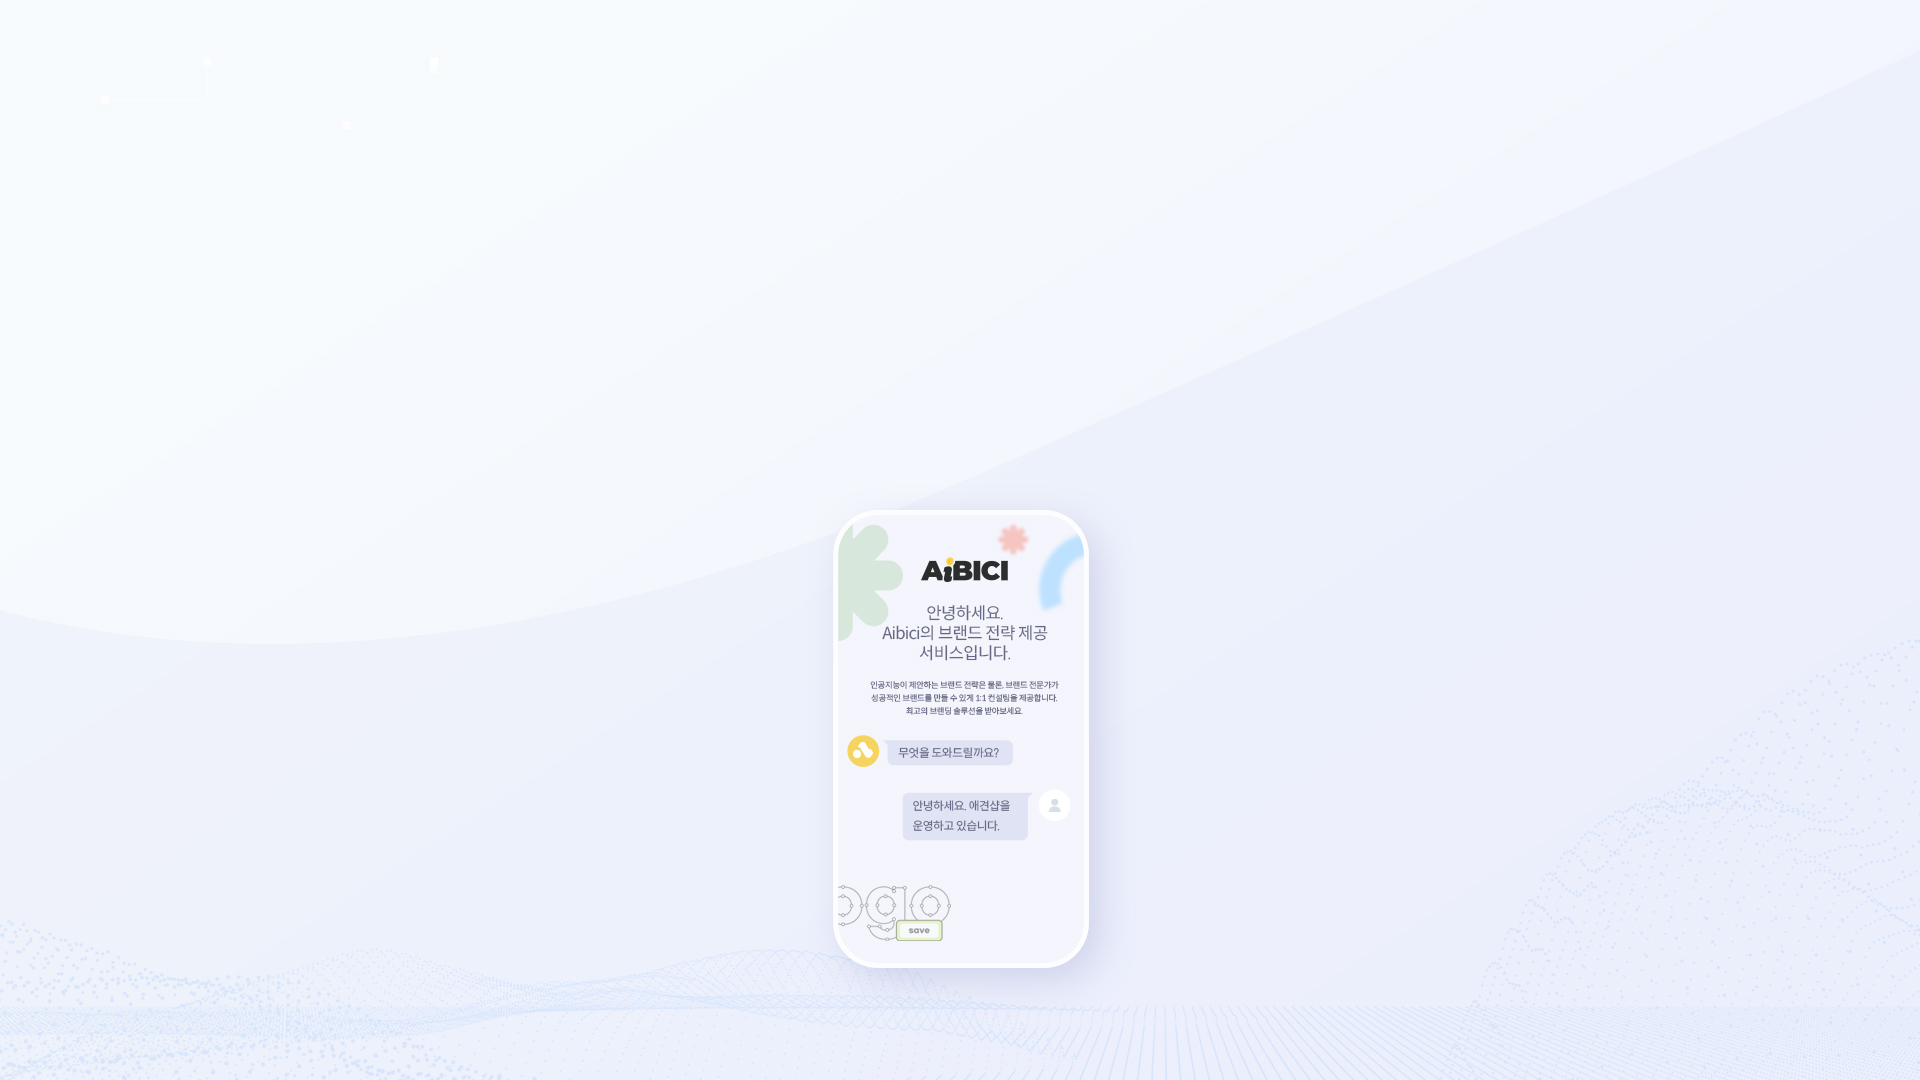 AiBICI
안녕하세요.
Aibici의 브랜드 전략 제공
서비스입니다.
인공지능이 제안하는 브랜드 전략은 물론, 브랜드 전문가가
성공적인 브랜드를 만들 수 있게 1:1 컨설팅을 제공합니다.
최고의 브랜딩 솔루션을 받아보세요.
무엇을 도와드릴까요?
안녕하세요. 애견샵을
운영하고 있습니다.
ogo
save